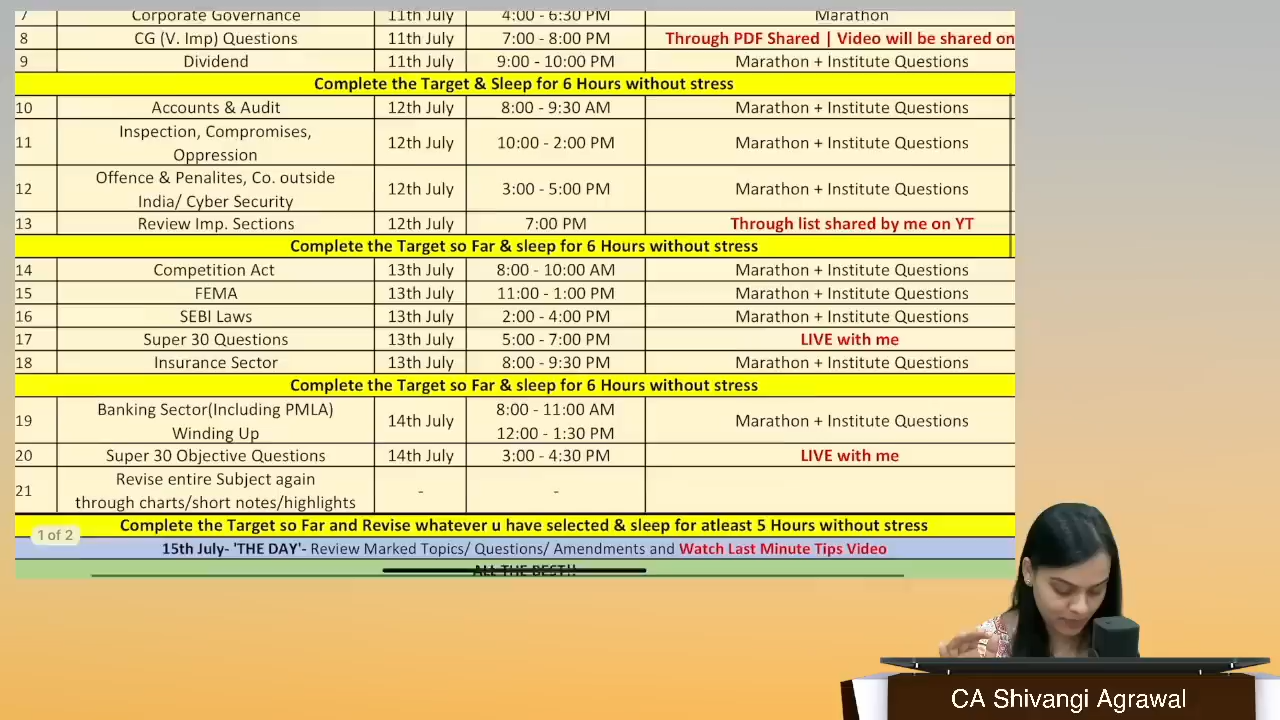 7 Corporate Governance 11th July 4:00 - 6:30 PM Marathon
8 CG (V. Imp) Questions 11th July 7:00 - 8:00 PM Through PDF Shared | Video will be shared on
9 Dividend 11th July 9:00 - 10:00 PM Marathon + Institute Questions
Complete the Target & Sleep for 6 Hours without stress
10 Accounts & Audit 12th July 8:00 - 9:30 AM Marathon + Institute Questions
11 Inspection, Compromises,
Oppression 12th July 10:00 - 2:00 PM Marathon + Institute Questions
12 Offence & Penalites, Co. outside
India/ Cyber Security 12th July 3:00 - 5:00 PM Marathon + Institute Questions
13 Review Imp. Sections 12th July 7:00 PM Through list shared by me on YT
Complete the Target so Far & sleep for 6 Hours without stress
14 Competition Act 13th July 8:00 - 10:00 AM Marathon + Institute Questions
15 FEMA 13th July 11:00 - 1:00 PM Marathon + Institute Questions
16 SEBI Laws 13th July 2:00 - 4:00 PM Marathon + Institute Questions
17 Super 30 Questions 13th July 5:00 - 7:00 PM LIVE with me
18 Insurance Sector 13th July 8:00 - 9:30 PM Marathon + Institute Questions
Complete the Target so Far & sleep for 6 Hours without stress
19 Banking Sector(Including PMLA) 14th July 8:00 - 11:00 AM Marathon + Institute Questions
Winding Up 12:00 - 1:30 PM
20 Super 30 Objective Questions 14th July 3:00 - 4:30 PM LIVE with me
21 Revise entire Subject again - -
through charts/short notes/highlights
Complete the Target so Far and Revise whatever u have selected & sleep for atleast 5 Hours without stress
1 of 2
15th July- 'THE DAY'- Review Marked Topics/ Questions/ Amendments and Watch Last Minute Tips Video
ALL THE BEST!!
CA Shivangi Agrawal